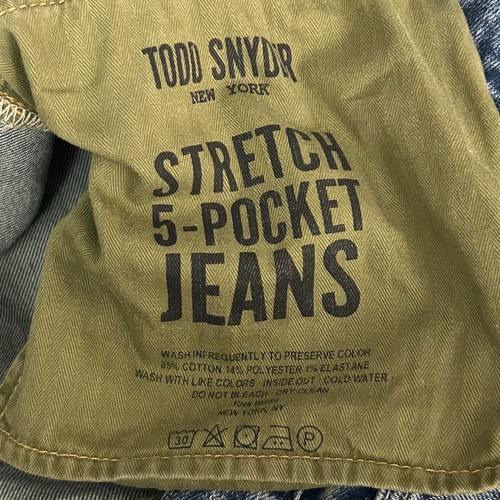 TODD SNYDER
NEW YORK
STRETCH
5-POCKET
JEANS
WASH INFREQUENTLY TO PRESERVE COLOR
85% COTTON 14% POLYESTER 1% ELASTANE
WASH WITH LIKE COLORS · INSIDE OUT · COLD WATER
DO NOT BLEACH · DRY CLEAN
NEW YORK, NY
30 P